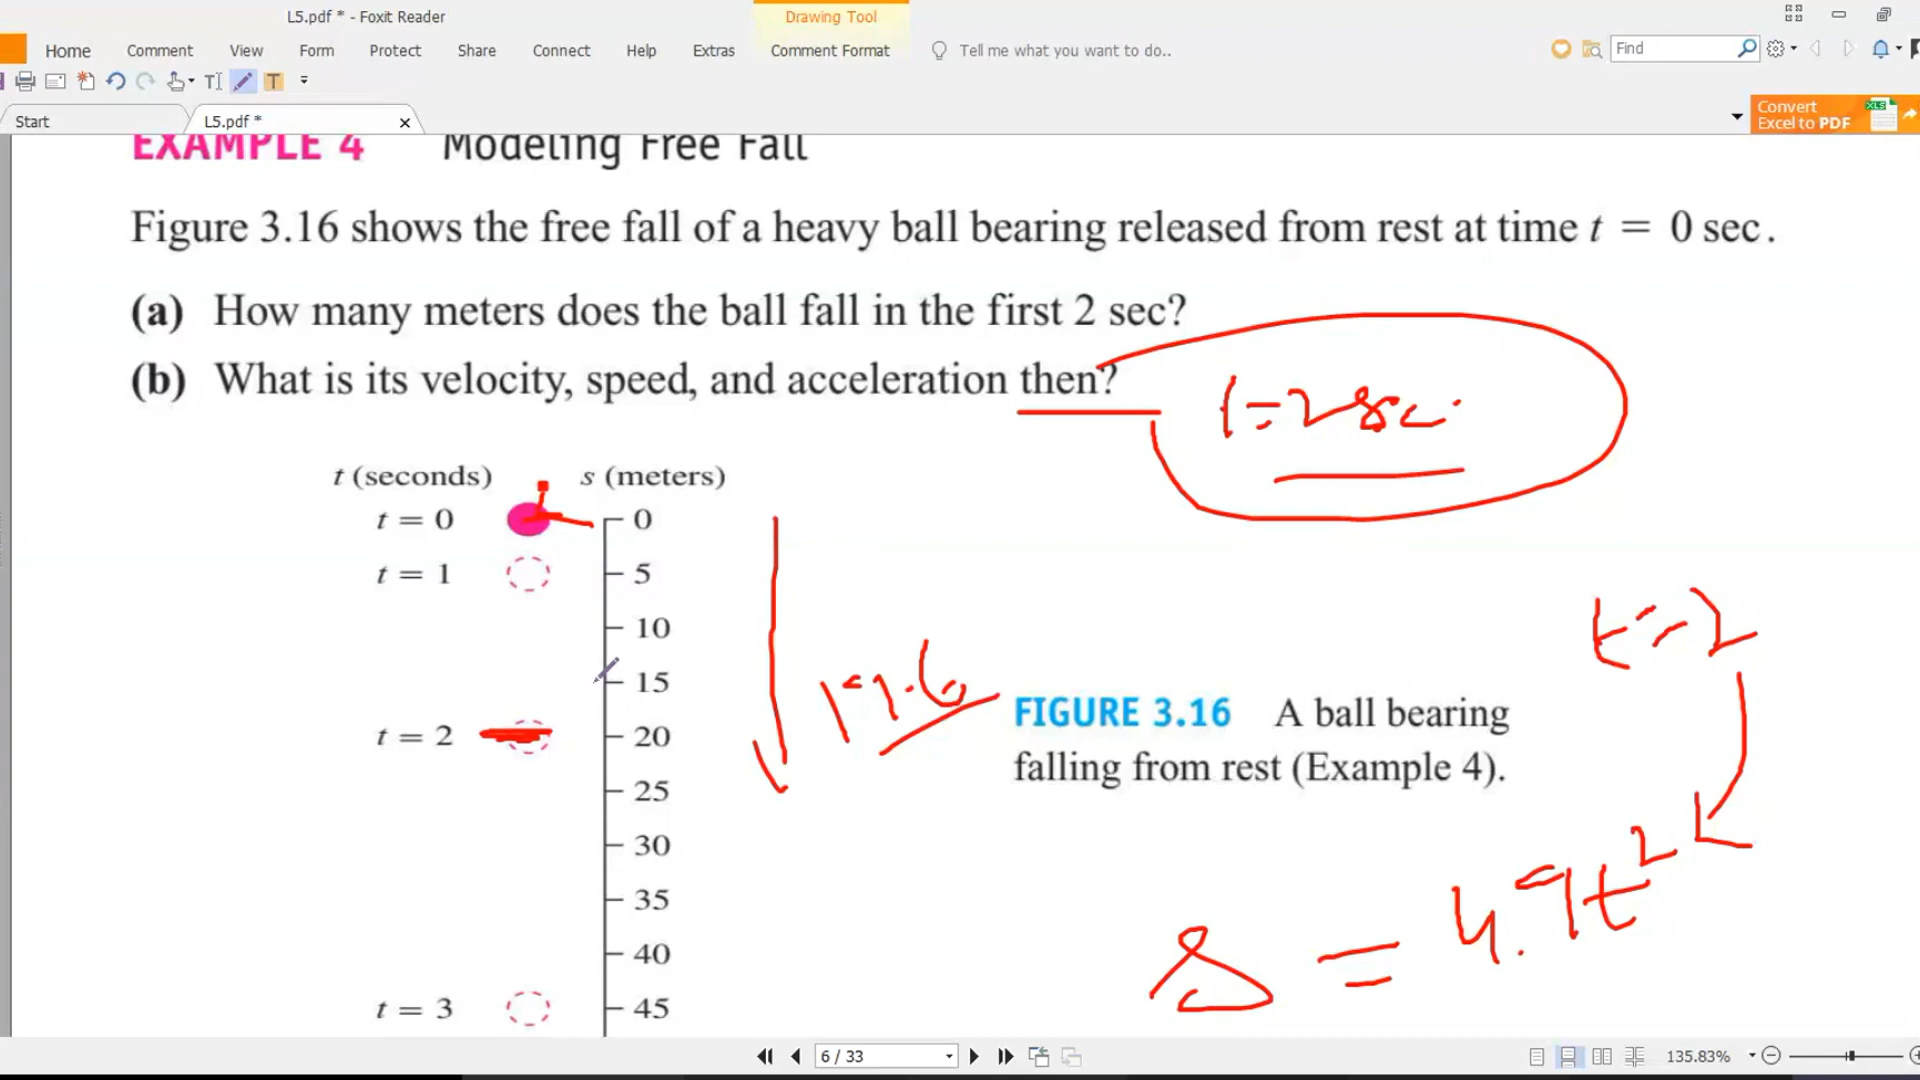 L5.pdf * - Foxit Reader
Drawing Tool
Home Comment View Form Protect Share Connect Help Extras Comment Format Tell me what you want to do.. Find
Start L5.pdf * Convert Excel to PDF XLS
EXAMPLE 4 Modeling Free Fall
Figure 3.16 shows the free fall of a heavy ball bearing released from rest at time t = 0 sec.
(a) How many meters does the ball fall in the first 2 sec?
(b) What is its velocity, speed, and acceleration then?
t = 2 sec.
t (seconds) s (meters)
t = 0 0
t = 1 5
10
t = 2
15
19.6
t = 2 20
FIGURE 3.16 A ball bearing
falling from rest (Example 4).
25
30
35
s = 4.9t²
40
t = 3 45
6 / 33 135.83%